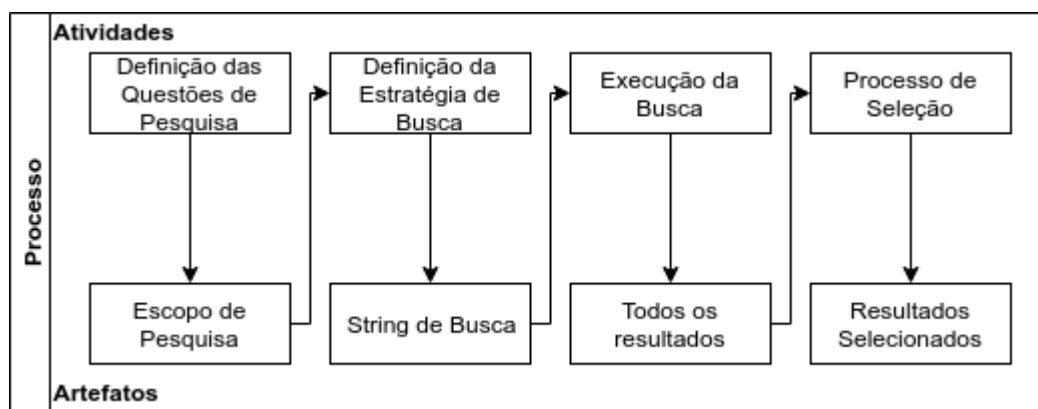 Processo
Atividades
Definição das
Questões de
Pesquisa
Definição da
Estratégia de
Busca
Execução da
Busca
Processo de
Seleção
Escopo de
Pesquisa
String de Busca
Todos os
resultados
Resultados
Selecionados
Artefatos